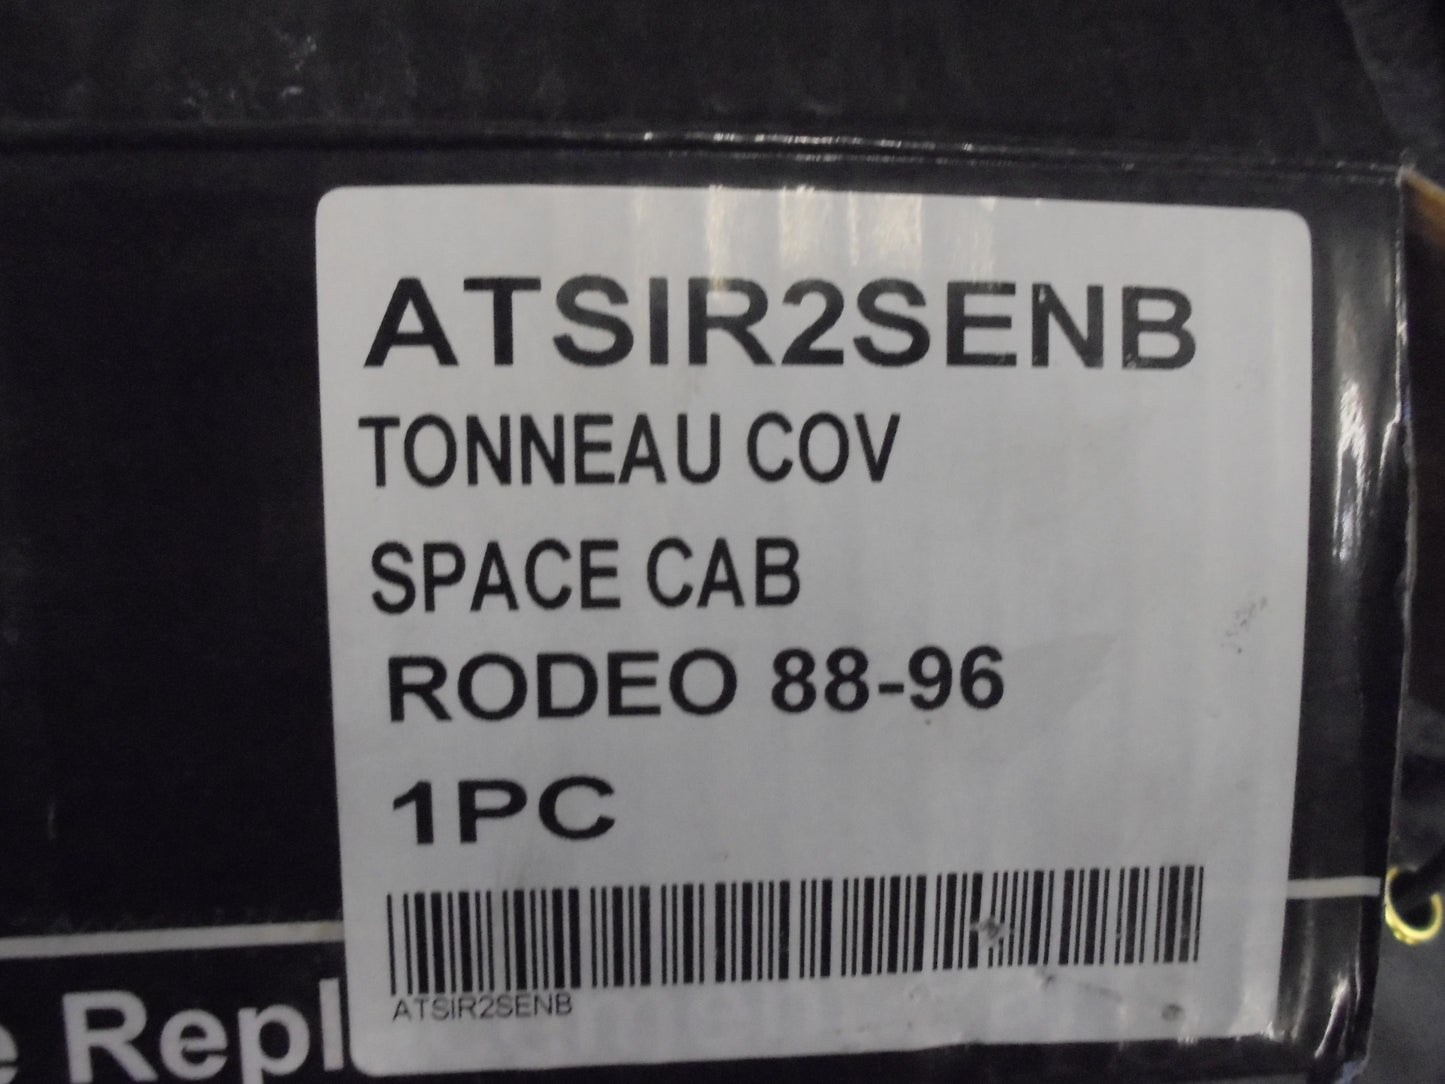 ATSIR2SENB
TONNEAU COV
SPACE CAB
RODEO 88-96
1PC
ATSIR2SENB
e Repl